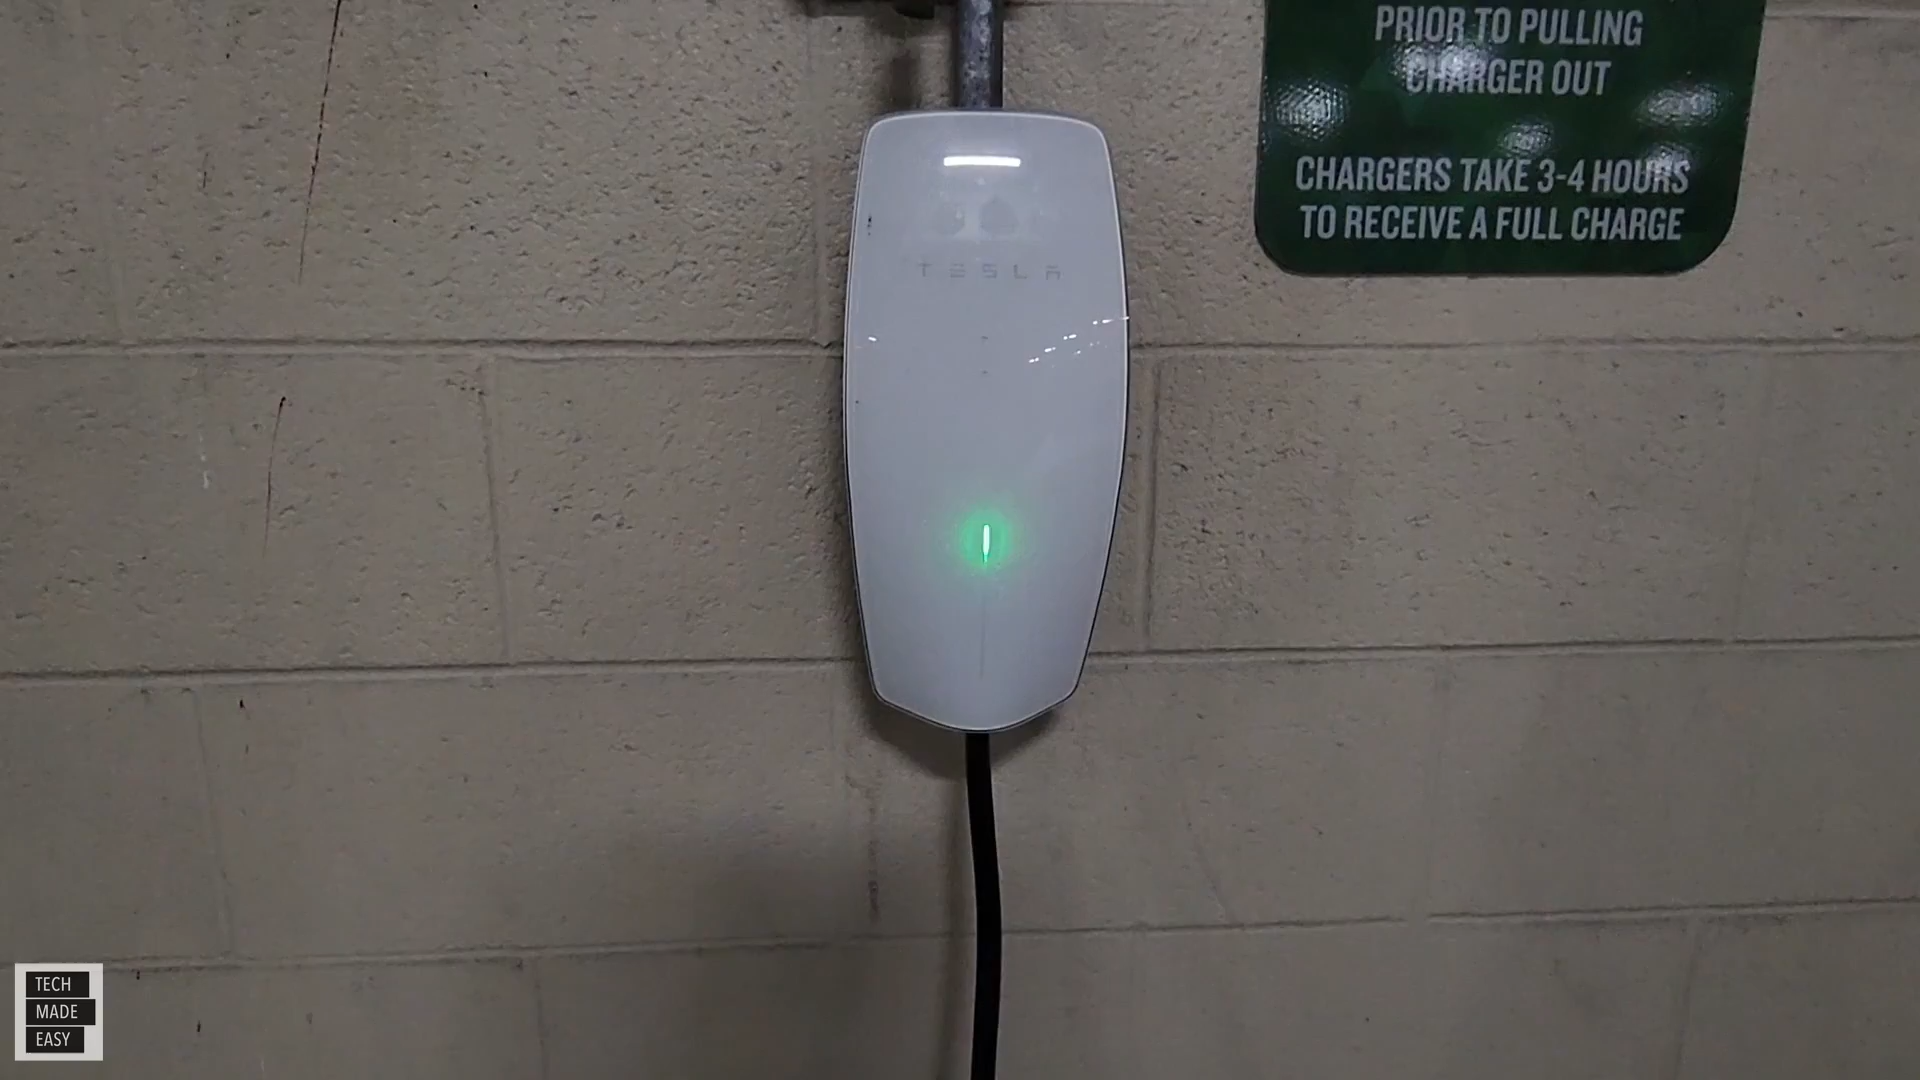 PRIOR TO PULLING
CHARGER OUT
CHARGERS TAKE 3-4 HOURS
TO RECEIVE A FULL CHARGE
TESLA
TECH
MADE
EASY